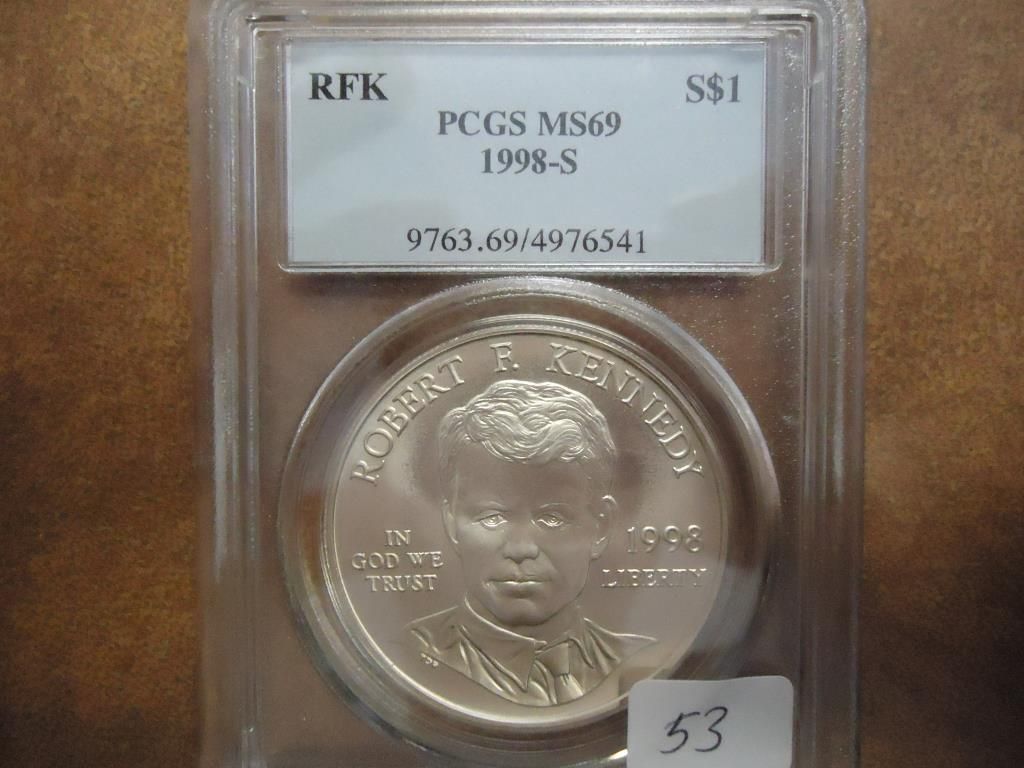 RFK S$1
PCGS MS69
1998-S
9763.69/4976541
ROBERT F. KENNEDY
IN
GOD WE
TRUST
1998
LIBERTY
53